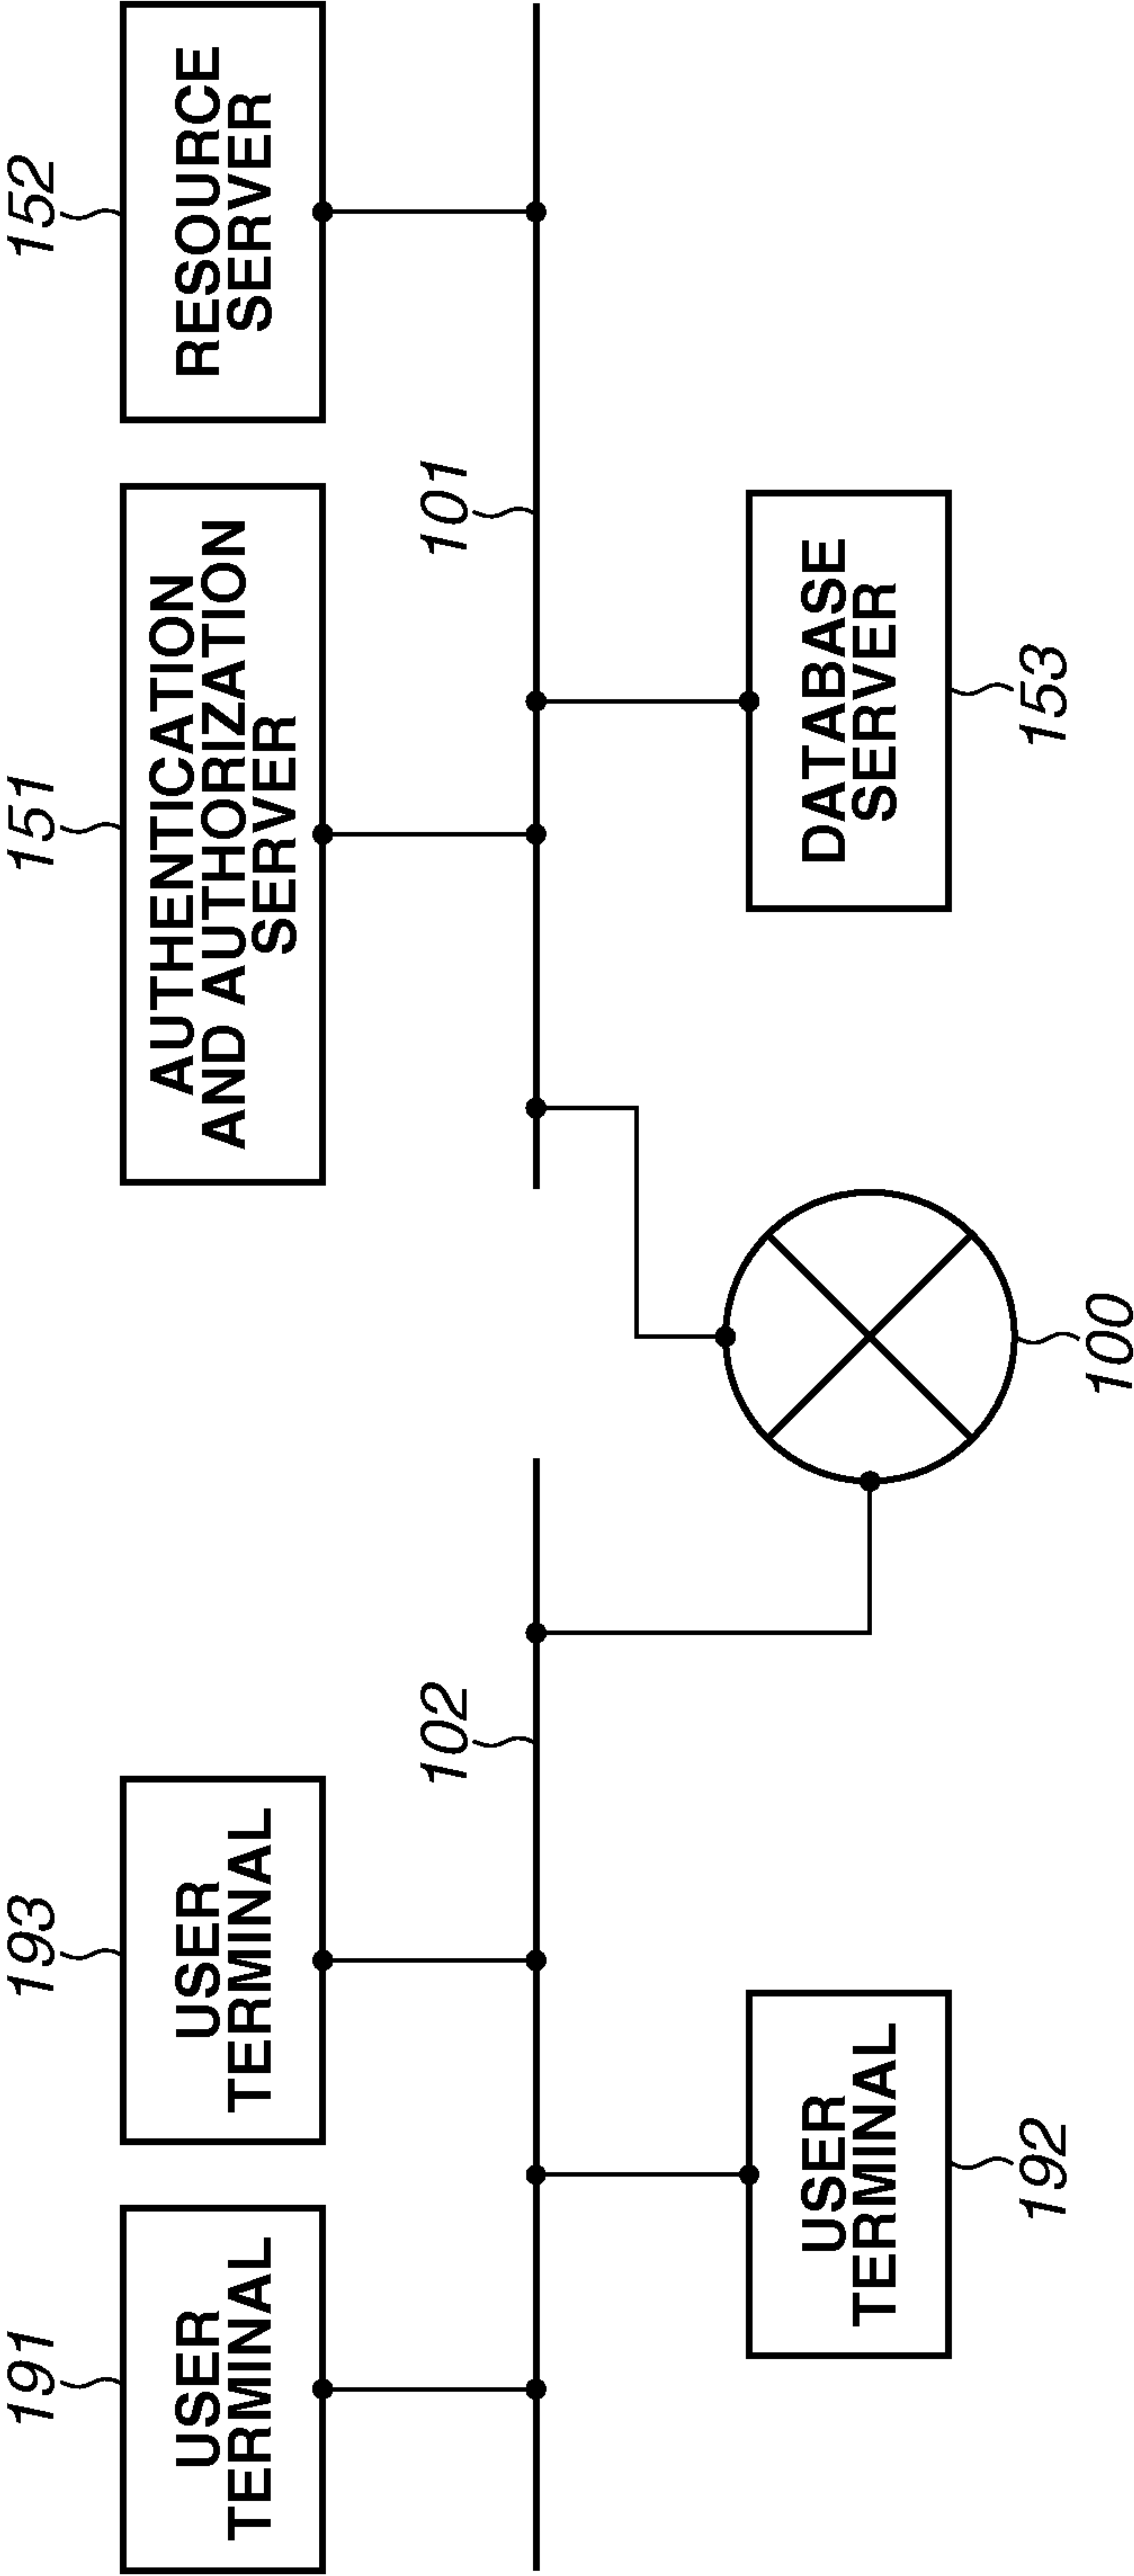 191
USER
TERMINAL
193
USER
TERMINAL
151
AUTHENTICATION
AND AUTHORIZATION
SERVER
152
RESOURCE
SERVER
102
101
USER
TERMINAL
192
100
DATABASE
SERVER
153